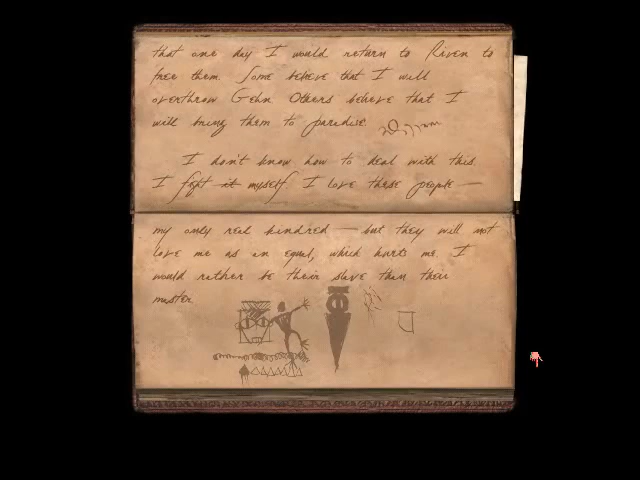 that one day I would return to Riven to
free them. Some believe that I will
overthrow Gehn. Others believe that I
will bring them to paradise.
I don't know how to deal with this.
I fight it myself. I love these people —
my only real kindred — but they will not
love me as an equal, which hurts me. I
would rather be their slave than their
master.